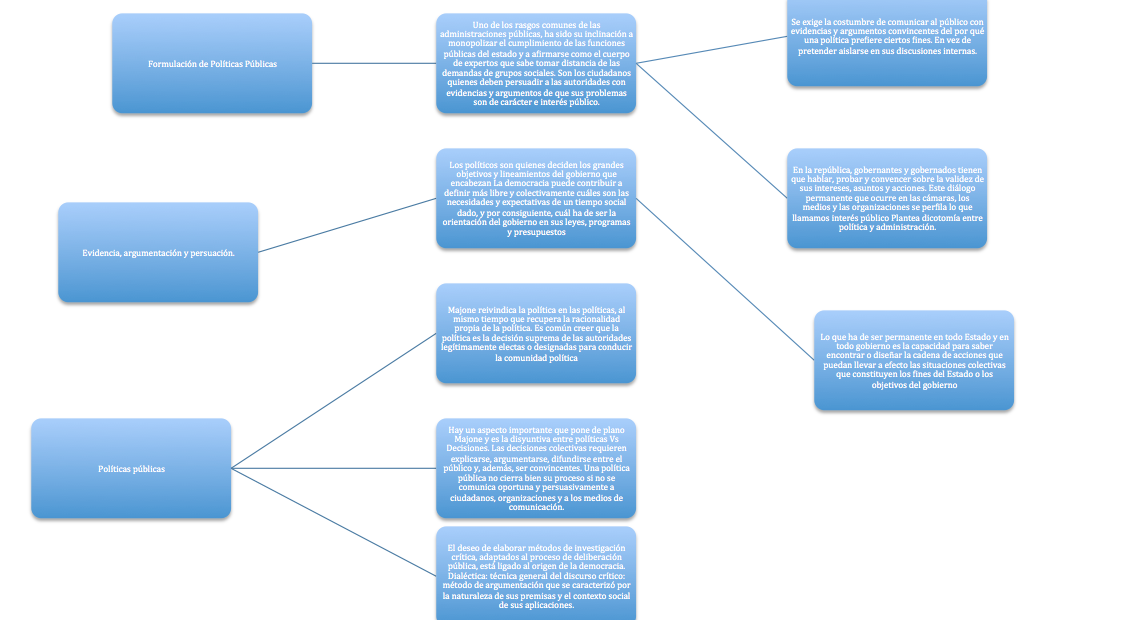 Formulación de Políticas Públicas
Uno de los rasgos comunes de las
administraciones públicas, ha sido su inclinación a
monopolizar el cumplimiento de las funciones
públicas del estado y a afirmarse como el cuerpo
de expertos que sabe tomar distancia de las
demandas de grupos sociales. Son los ciudadanos
quienes deben persuadir a las autoridades con
evidencias y argumentos de que sus problemas
son de carácter e interés público.
Se exige la costumbre de comunicar al público con
evidencias y argumentos convincentes del por qué
una política prefiere ciertos fines. En vez de
pretender aislarse en sus discusiones internas.
En la república, gobernantes y gobernados tienen
que hablar, probar y convencer sobre la validez de
sus intereses, asuntos y acciones. Este diálogo
permanente que ocurre en las cámaras, los
medios y las organizaciones se perfila lo que
llamamos interés público Plantea dicotomía entre
política y administración.
Evidencia, argumentación y persuación.
Los políticos son quienes deciden los grandes
objetivos y lineamientos del gobierno que
encabezan La democracia puede contribuir a
definir más libre y colectivamente cuáles son las
necesidades y expectativas de un tiempo social
dado, y por consiguiente, cuál ha de ser la
orientación del gobierno en sus leyes, programas
y presupuestos
Lo que ha de ser permanente en todo Estado y en
todo gobierno es la capacidad para saber
encontrar o diseñar la cadena de acciones que
puedan llevar a efecto las situaciones colectivas
que constituyen los fines del Estado o los
objetivos del gobierno
Políticas públicas
Majone reivindica la política en las políticas, al
mismo tiempo que recupera la racionalidad
propia de la política. Es común creer que la
política es la decisión suprema de las autoridades
legítimamente electas o designadas para conducir
la comunidad política
Hay un aspecto importante que pone de plano
Majone y es la disyuntiva entre políticas Vs
Decisiones. Las decisiones colectivas requieren
explicarse, argumentarse, difundirse entre el
público y, además, ser convincentes. Una política
pública no cierra bien su proceso si no se
comunica oportuna y persuasivamente a
ciudadanos, organizaciones y a los medios de
comunicación.
El deseo de elaborar métodos de investigación
crítica, adaptados al proceso de deliberación
pública, está ligado al origen de la democracia.
Dialéctica: técnica general del discurso crítico:
método de argumentación que se caracterizó por
la naturaleza de sus premisas y el contexto social
de sus aplicaciones.